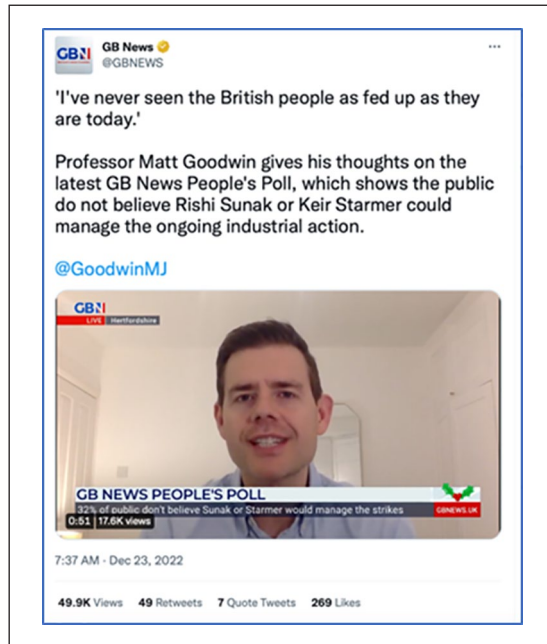 GBN
GB News
@GBNEWS
'I've never seen the British people as fed up as they
are today.'
Professor Matt Goodwin gives his thoughts on the
latest GB News People's Poll, which shows the public
do not believe Rishi Sunak or Keir Starmer could
manage the ongoing industrial action.
@GoodwinMJ
GBN
LIVE Hertfordshire
GB NEWS PEOPLE'S POLL
32% of public don't believe Sunak or Starmer would manage the strikes
GBNEWS.UK
0:51 17.6K views
7:37 AM · Dec 23, 2022
49.9K Views 49 Retweets 7 Quote Tweets 269 Likes